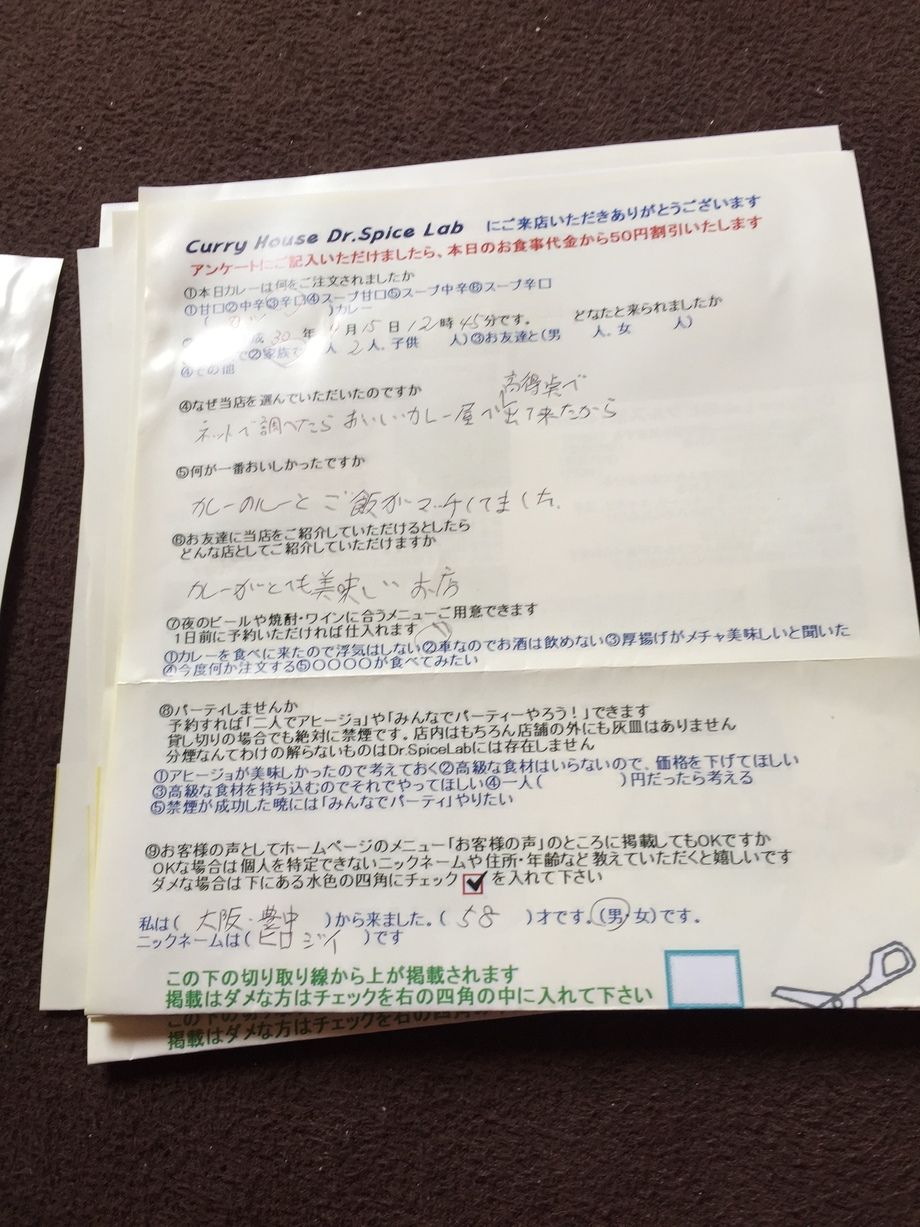 Curry House Dr.Spice Lab にご来店いただきありがとうございます
アンケートにご記入いただけましたら、本日のお食事代金から50円割引いたします
①本日カレーは何をご注文されましたか
①甘口②中辛③辛口④スープ甘口⑤スープ中辛⑥スープ辛口
( )カレー
成30年 月15日12時45分です。 どなたと来られましたか
で②家族で 人 2人、子供 人)③お友達と(男 人、女 人)
④その他
④なぜ当店を選んでいただいたのですか
高得点で
ネットで調べたらおいしいカレー屋で出て来たから
⑤何が一番おいしかったですか
カレーのルーとご飯がマッチしてました。
⑥お友達に当店をご紹介していただけるとしたら
どんな店としてご紹介していただけますか
カレーがとても美味しいお店
⑦夜のビールや焼酎・ワインに合うメニューご用意できます
1日前に予約いただければ仕入れます
①カレーを食べに来たので浮気はしない②車なのでお酒は飲めない③厚揚げがメチャ美味しいと聞いた
④今度何か注文する⑤〇〇〇〇が食べてみたい
⑧パーティしませんか
予約すれば「二人でアヒージョ」や「みんなでパーティーやろう!」できます
貸し切りの場合でも絶対に禁煙です。店内はもちろん店舗の外にも灰皿はありません
分煙なんてわけの解らないものはDr.SpiceLabには存在しません
①アヒージョが美味しかったので考えておく②高級な食材はいらないので、価格を下げてほしい
③高級な食材を持ち込むのでそれでやってほしい④一人( )円だったら考える
⑤禁煙が成功した暁には「みんなでパーティ」やりたい
⑨お客様の声としてホームページのメニュー「お客様の声」のところに掲載してもOKですか
OKな場合は個人を特定できないニックネームや住所・年齢など教えていただくと嬉しいです
ダメな場合は下にある水色の四角にチェック✓を入れて下さい
私は( 大阪・豊中 )から来ました。( 58 )才です。(男・女)です。
ニックネームは(ヒロジイ )です
この下の切り取り線から上が掲載されます
掲載はダメな方はチェックを右の四角の中に入れて下さい
掲載はダメな方はチェックを右の四角の